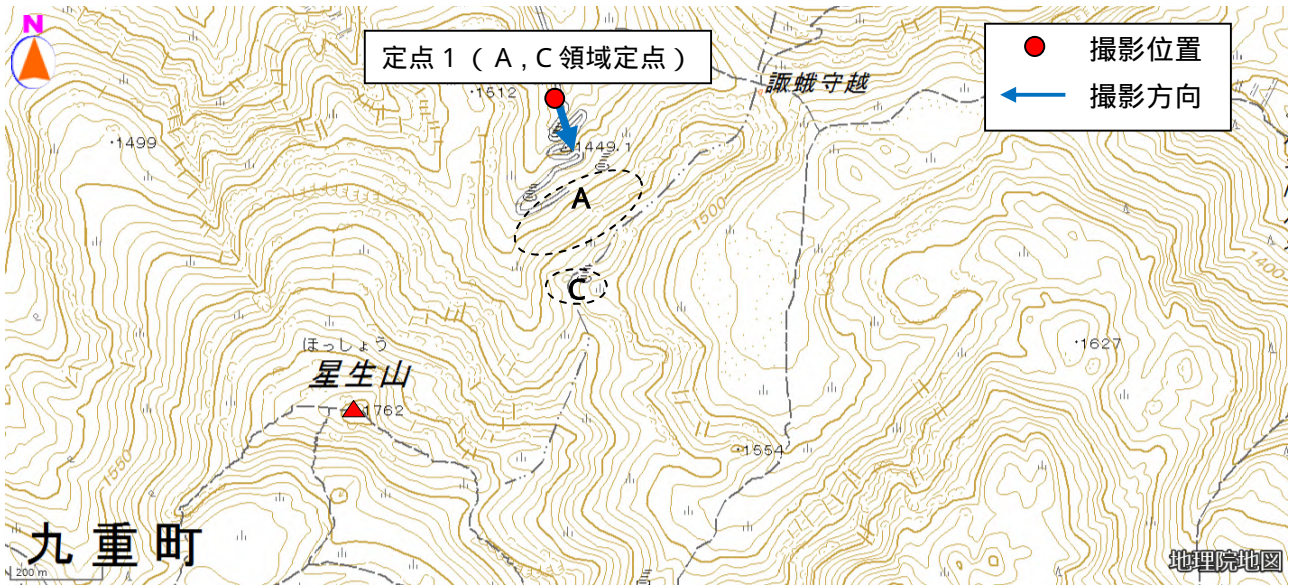 N
定点1(A,C領域定点)
撮影位置
撮影方向
諏蛾守越
・1512
・1499
1449.1
A
1500
C
1400
・1627
ほっしょう
星生山
1762
・1554
1550
九重町
200 m
地理院地図